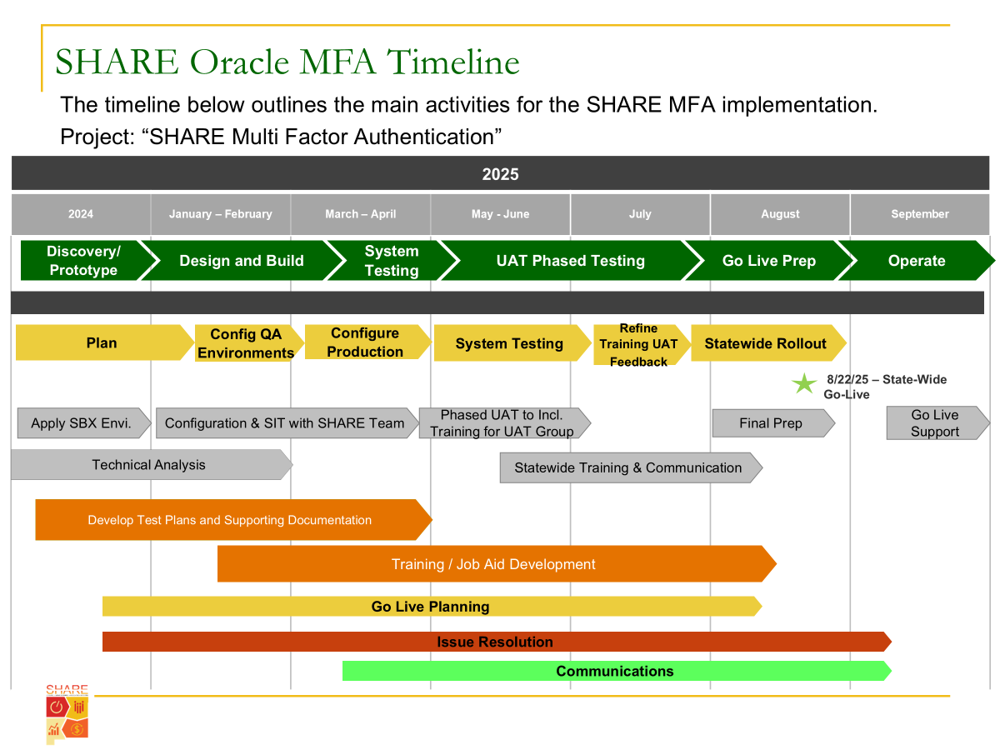 SHARE Oracle MFA Timeline
The timeline below outlines the main activities for the SHARE MFA implementation.
Project: “SHARE Multi Factor Authentication”
2025
2024
January – February
March – April
May - June
July
August
September
Discovery/
Prototype
Design and Build
System
Testing
UAT Phased Testing
Go Live Prep
Operate
Plan
Config QA
Environments
Configure
Production
System Testing
Refine
Training UAT
Feedback
Statewide Rollout
8/22/25 – State-Wide
Go-Live
Apply SBX Envi.
Configuration & SIT with SHARE Team
Phased UAT to Incl.
Training for UAT Group
Final Prep
Go Live
Support
Technical Analysis
Statewide Training & Communication
Develop Test Plans and Supporting Documentation
Training / Job Aid Development
Go Live Planning
Issue Resolution
Communications
SHARE